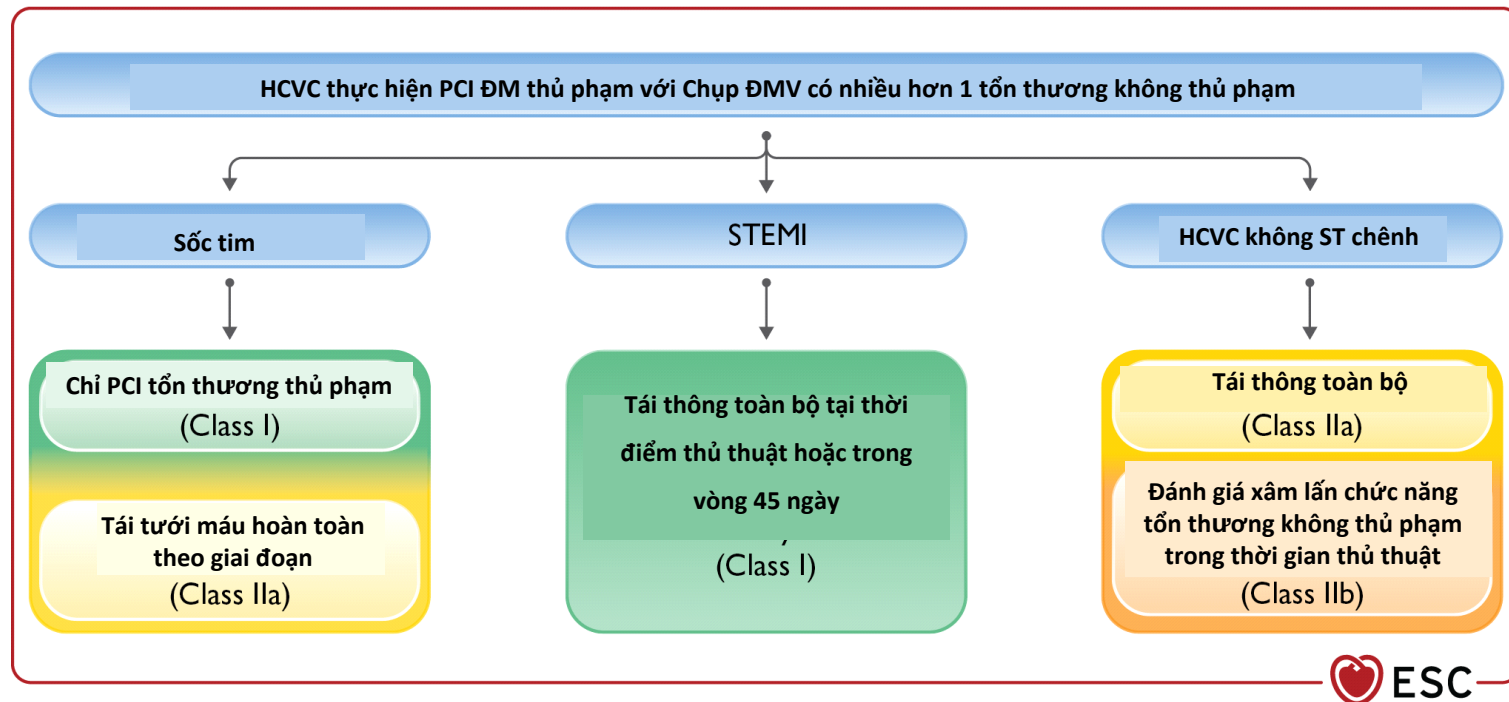 HCVC thực hiện PCI ĐM thủ phạm với Chụp ĐMV có nhiều hơn 1 tổn thương không thủ phạm
Sốc tim
STEMI
HCVC không ST chênh
Chỉ PCI tổn thương thủ phạm
(Class I)
Tái tưới máu hoàn toàn
theo giai đoạn
(Class IIa)
Tái thông toàn bộ tại thời
điểm thủ thuật hoặc trong
vòng 45 ngày
(Class I)
Tái thông toàn bộ
(Class IIa)
Đánh giá xâm lấn chức năng
tổn thương không thủ phạm
trong thời gian thủ thuật
(Class IIb)
ESC